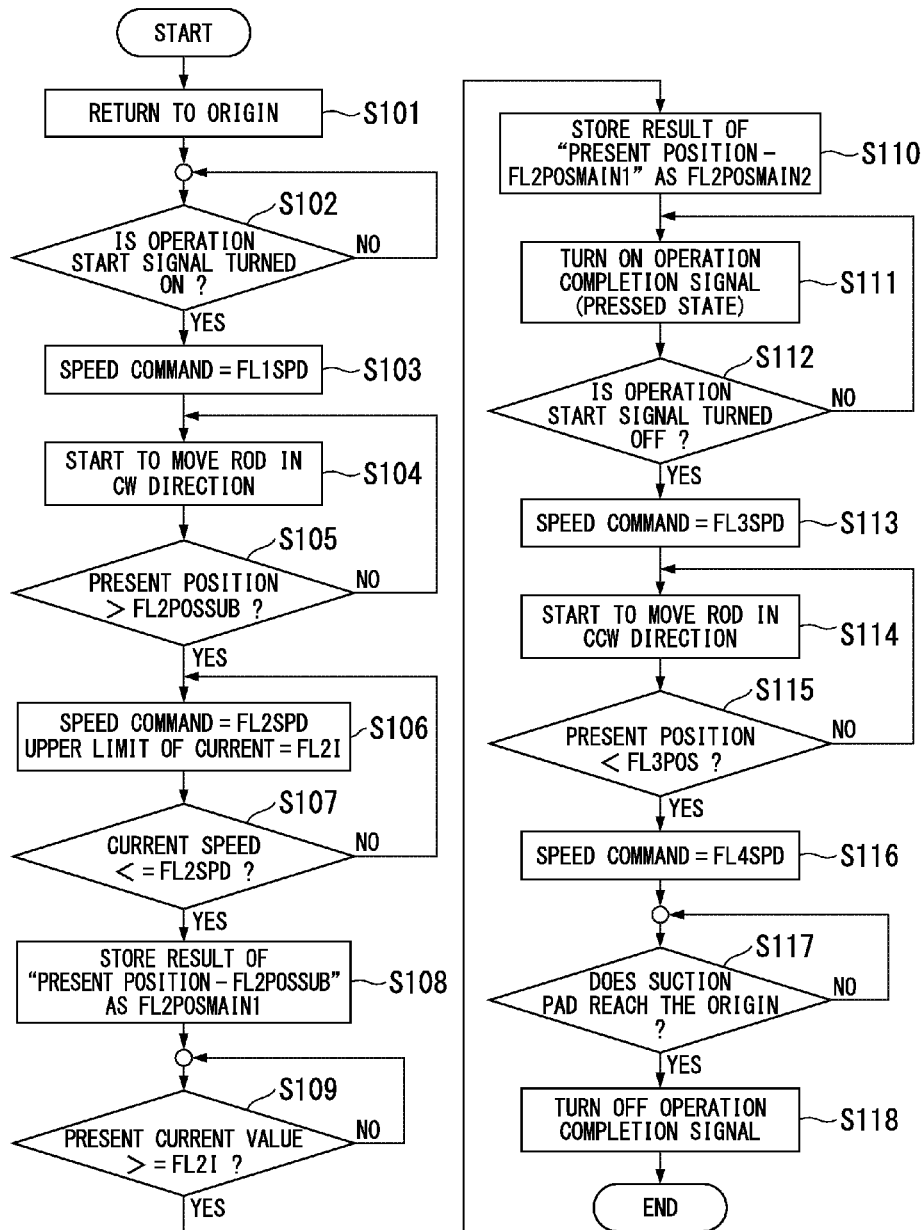 START
RETURN TO ORIGIN
S101
S102
IS OPERATION
START SIGNAL TURNED
ON ?
NO
YES
SPEED COMMAND = FL1SPD
S103
START TO MOVE ROD IN
CW DIRECTION
S104
S105
PRESENT POSITION
> FL2POSSUB ?
NO
YES
SPEED COMMAND = FL2SPD
UPPER LIMIT OF CURRENT = FL2I
S106
S107
CURRENT SPEED
< = FL2SPD ?
NO
YES
STORE RESULT OF
“PRESENT POSITION – FL2POSSUB”
AS FL2POSMAIN1
S108
S109
PRESENT CURRENT VALUE
> = FL2I ?
NO
YES
STORE RESULT OF
“PRESENT POSITION –
FL2POSMAIN1” AS FL2POSMAIN2
S110
TURN ON OPERATION
COMPLETION SIGNAL
(PRESSED STATE)
S111
S112
IS OPERATION
START SIGNAL TURNED
OFF ?
NO
YES
SPEED COMMAND = FL3SPD
S113
START TO MOVE ROD IN
CCW DIRECTION
S114
S115
PRESENT POSITION
< FL3POS ?
NO
YES
SPEED COMMAND = FL4SPD
S116
S117
DOES SUCTION
PAD REACH THE ORIGIN
?
NO
YES
TURN OFF OPERATION
COMPLETION SIGNAL
S118
END